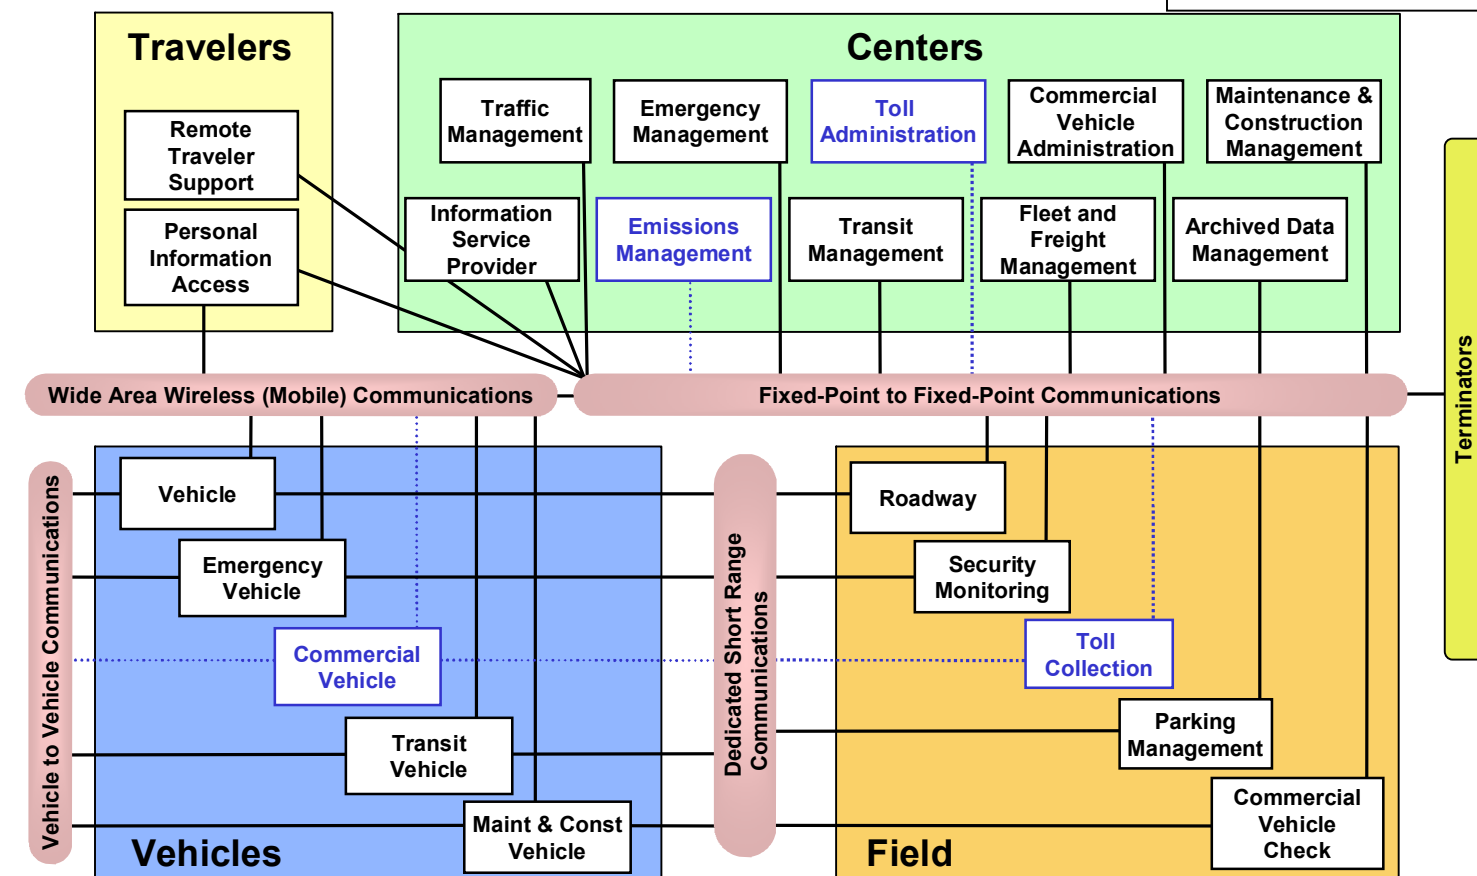 Travelers
Remote
Traveler
Support
Personal
Information
Access
Centers
Traffic
Management
Emergency
Management
Toll
Administration
Commercial
Vehicle
Administration
Maintenance &
Construction
Management
Information
Service
Provider
Emissions
Management
Transit
Management
Fleet and
Freight
Management
Archived Data
Management
Terminators
Wide Area Wireless (Mobile) Communications
Fixed-Point to Fixed-Point Communications
Vehicle to Vehicle Communications
Vehicle
Emergency
Vehicle
Commercial
Vehicle
Transit
Vehicle
Maint & Const
Vehicle
Vehicles
Dedicated Short Range
Communications
Roadway
Security
Monitoring
Toll
Collection
Parking
Management
Commercial
Vehicle
Check
Field